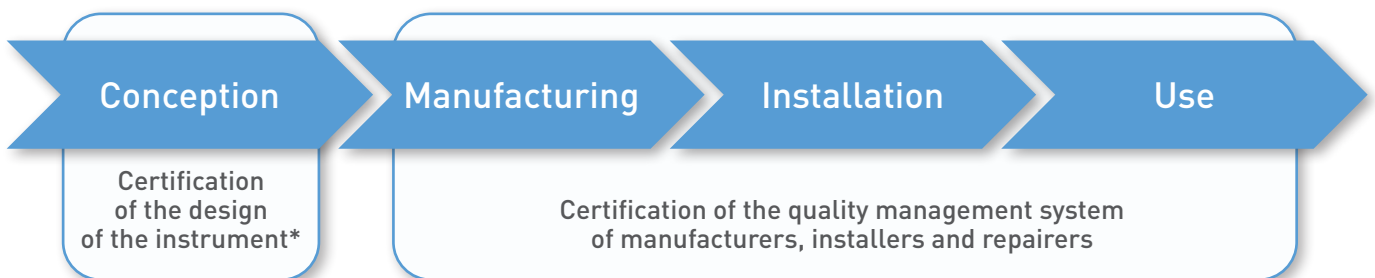 Conception
Manufacturing
Installation
Use
Certification
of the design
of the instrument*
Certification of the quality management system
of manufacturers, installers and repairers